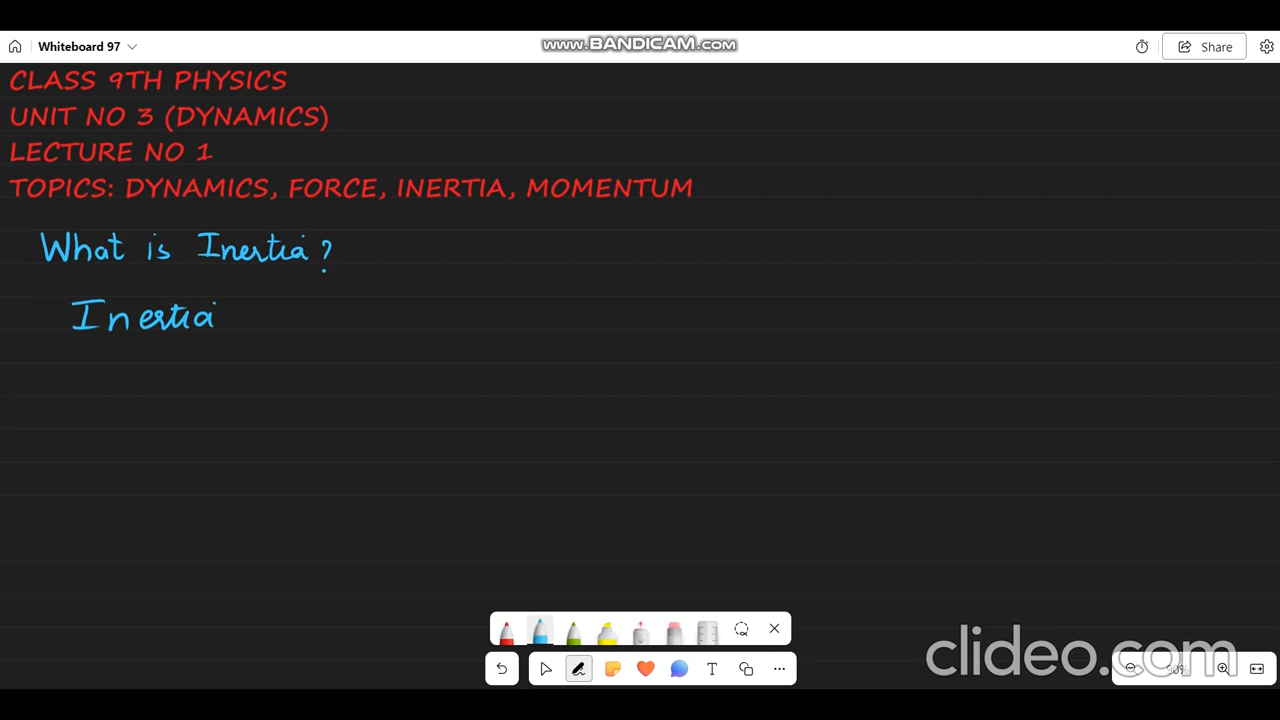 Whiteboard 97
www.BANDICAM.com
Share
CLASS 9TH PHYSICS
UNIT NO 3 (DYNAMICS)
LECTURE NO 1
TOPICS: DYNAMICS, FORCE, INERTIA, MOMENTUM
What is Inertia?
Inertia
T
clideo.com
90%